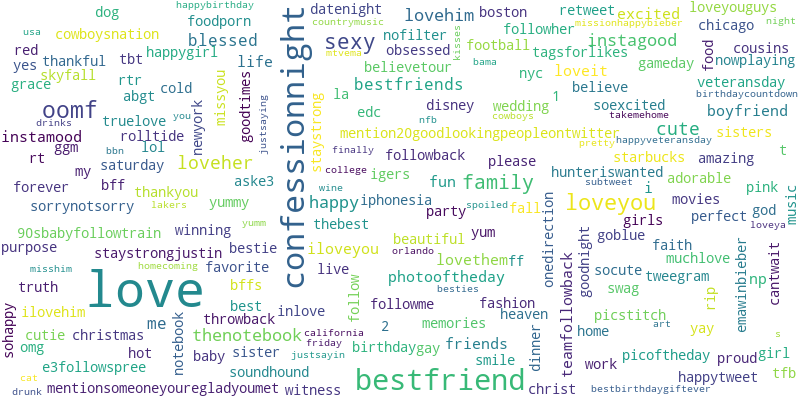 dog
happybirthday
datenight
lovehim
boston
retweet
excited
loveyouguys
night
foodporn
countrymusic
missionhappybieber
usa
cowboysnation
blessed
nofilter
followher
instagood
chicago
cousins
red
tbt
happygirl
sexy
mtvema
obsessed
football
kisses
tagsforlikes
food
nowplaying
yes
thankful
life
believetour
bama
nyc
loveit
gameday
skyfall
rtr
cold
missyou
goodtimes
bestfriends
believe
veteransday
grace
abgt
la
disney
wedding
1
soexcited
birthdaycountdown
oomf
truelove
you
newyork
edc
nfb
cowboys
takemehome
boyfriend
drinks
rolltide
justsaying
confessionnight
staystrong
mention20goodlookingpeopleontwitter
cute
sisters
instamood
lol
finally
pretty
happyveteransday
t
rt
ggm
bbn
saturday
loveher
college
followback
please
starbucks
amazing
my
igers
hunteriswanted
adorable
forever
bff
thankyou
aske3
wine
fun
family
subtweet
i
pink
sorrynotsorry
lakers
yummy
happy
iphonesia
spoiled
loveyou
movies
god
music
party
fall
girls
perfect
loveya
90sbabyfollowtrain
winning
yumm
thebest
yum
onedirection
goblue
faith
purpose
staystrongjustin
bestie
iloveyou
beautiful
orlando
goodnight
muchlove
misshim
homecoming
favorite
live
lovethem
ff
socute
tweegram
emawinbieber
cantwait
truth
love
bffs
photooftheday
besties
teamfollowback
swag
rip
np
ilovehim
best
inlove
follow
followme
fashion
heaven
picstitch
sohappy
cutie
me
throwback
2
memories
dinner
home
art
yay
s
christmas
notebook
thenotebook
california
friday
omg
hot
baby
sister
justsayin
birthday
gay
friends
smile
work
picoftheday
proud
girl
e3followspree
soundhound
cat
happytweet
tfb
drunk
mentionsomeoneyouregladyoumet
witness
bestfriend
christ
bestbirthdaygiftever